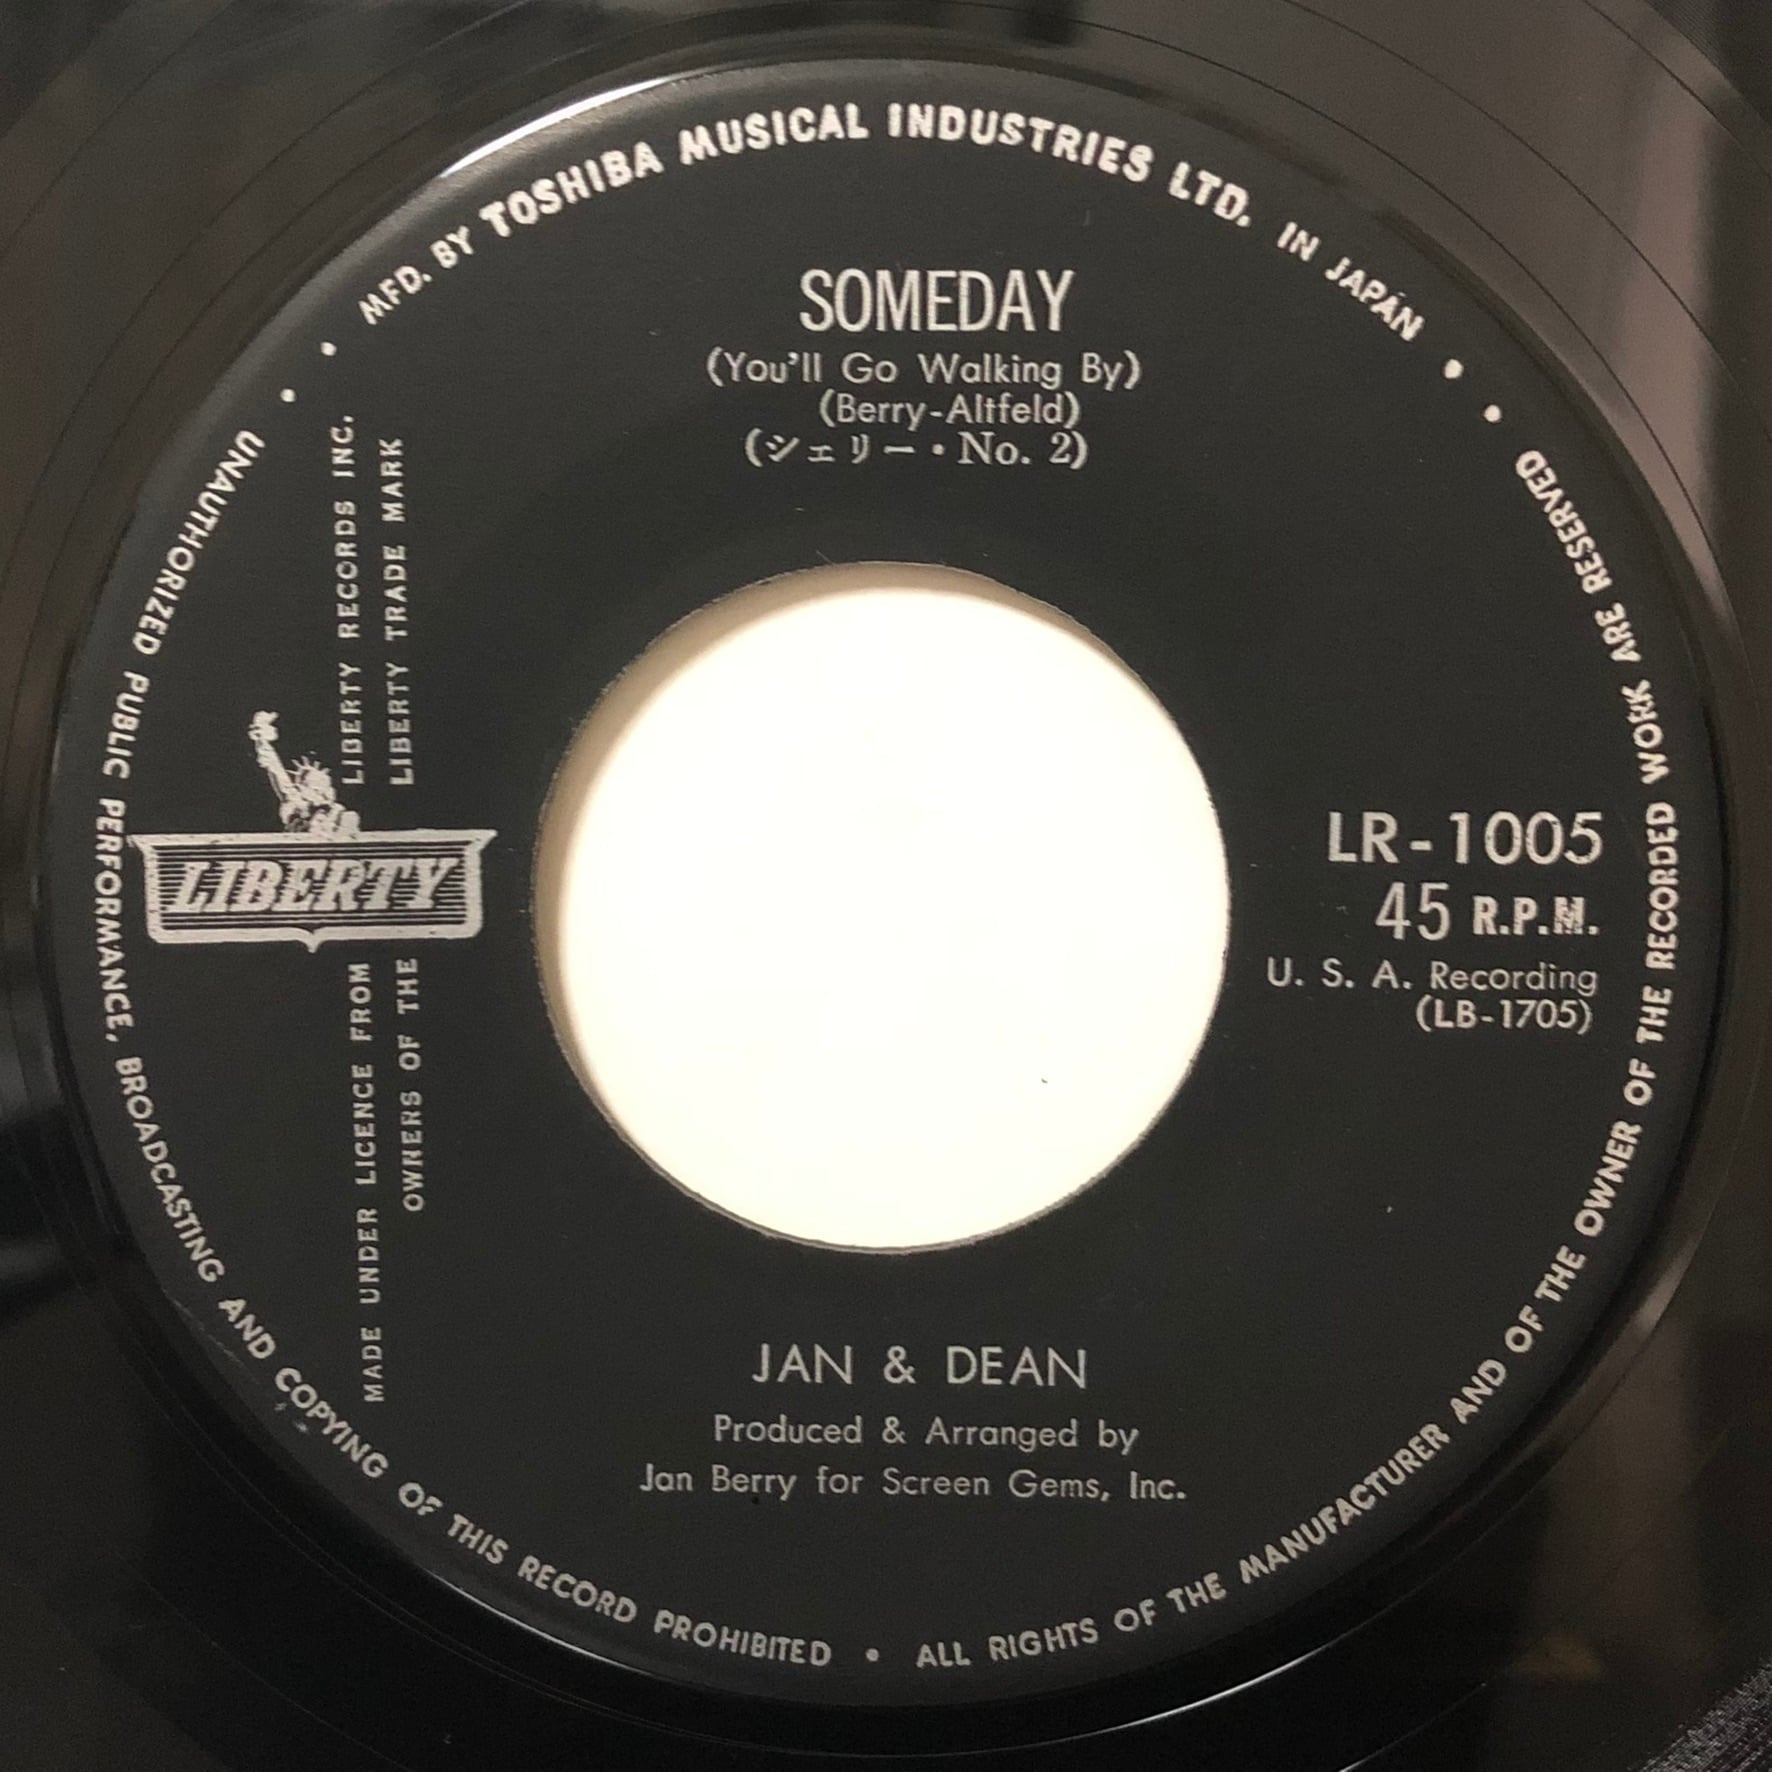 MFD. BY TOSHIBA MUSICAL INDUSTRIES LTD. IN JAPAN
SOMEDAY
(You'll Go Walking By)
(Berry-Altfeld)
(シェリー・No. 2)
LIBERTY RECORDS INC.
LIBERTY TRADE MARK
LIBERTY
MADE UNDER LICENCE FROM
OWNERS OF THE
LR-1005
45 R.P.M.
U. S. A. Recording
(LB-1705)
JAN & DEAN
Produced & Arranged by
Jan Berry for Screen Gems, Inc.
UNAUTHORIZED PUBLIC PERFORMANCE, BROADCASTING AND COPYING OF THIS RECORD PROHIBITED • ALL RIGHTS OF THE MANUFACTURER AND OF THE OWNER OF THE RECORDED WORK ARE RESERVED